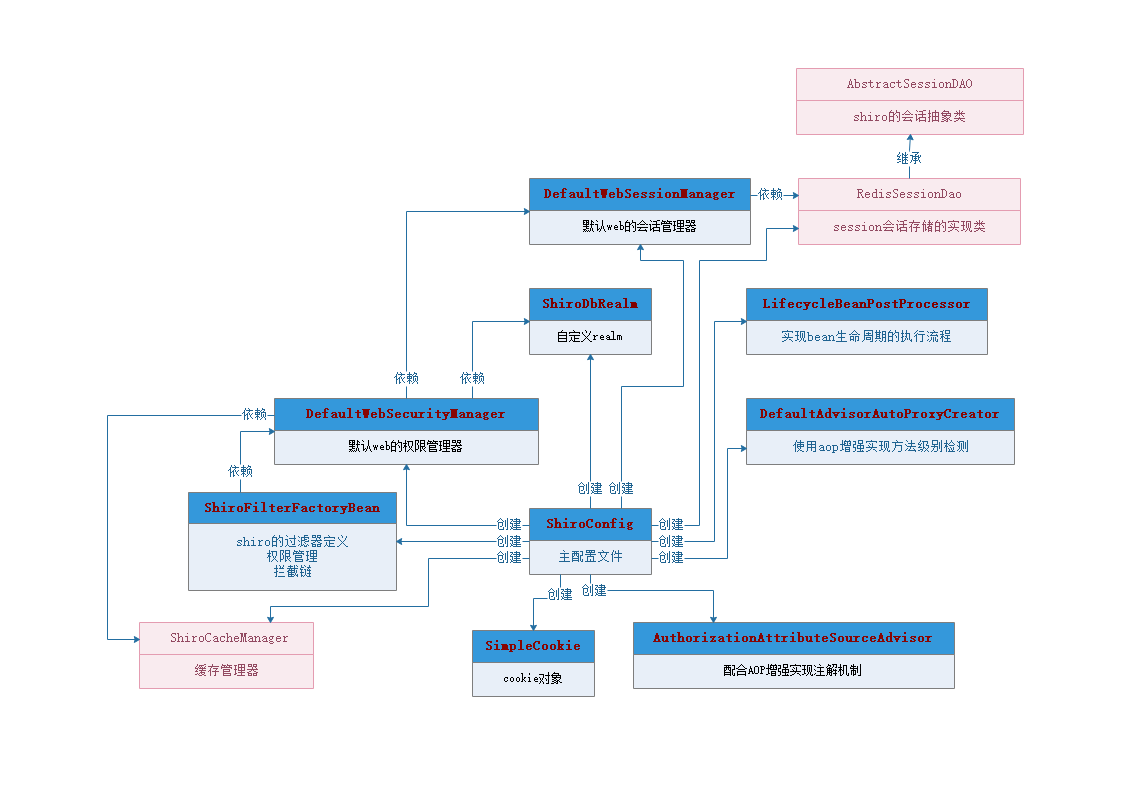 AbstractSessionDAO
shiro的会话抽象类
继承
DefaultWebSessionManager
默认web的会话管理器
依赖
RedisSessionDao
session会话存储的实现类
ShiroDbRealm
自定义realm
LifecycleBeanPostProcessor
实现bean生命周期的执行流程
依赖
依赖
依赖
DefaultWebSecurityManager
默认web的权限管理器
DefaultAdvisorAutoProxyCreator
使用aop增强实现方法级别检测
依赖
创建
创建
ShiroFilterFactoryBean
shiro的过滤器定义
权限管理
拦截链
创建
创建
创建
ShiroConfig
主配置文件
创建
创建
创建
创建
创建
ShiroCacheManager
缓存管理器
SimpleCookie
cookie对象
AuthorizationAttributeSourceAdvisor
配合AOP增强实现注解机制